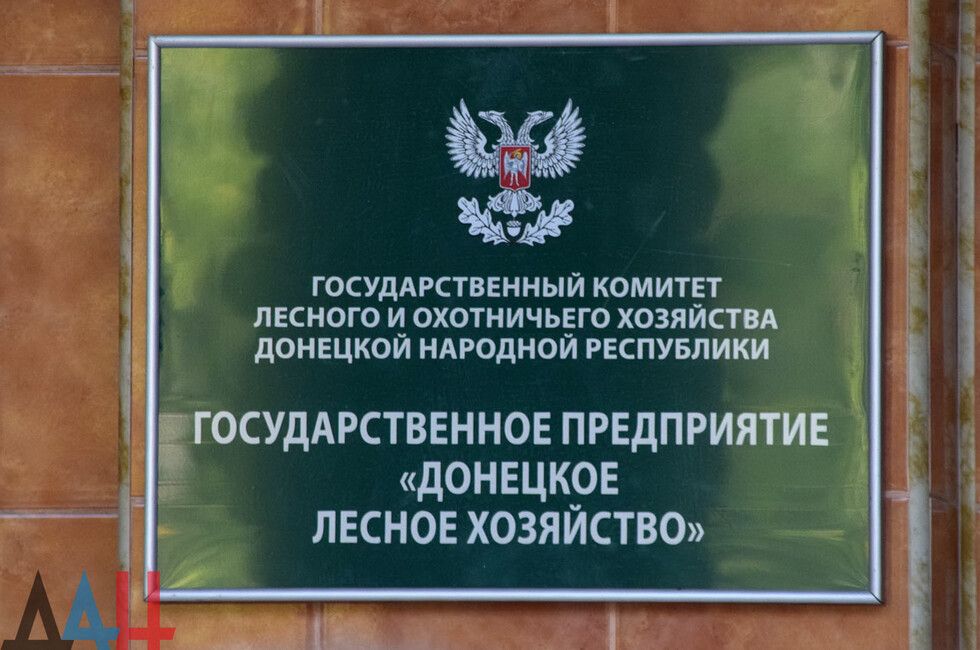 ГОСУДАРСТВЕННЫЙ КОМИТЕТ
ЛЕСНОГО И ОХОТНИЧЬЕГО ХОЗЯЙСТВА
ДОНЕЦКОЙ НАРОДНОЙ РЕСПУБЛИКИ
ГОСУДАРСТВЕННОЕ ПРЕДПРИЯТИЕ
«ДОНЕЦКОЕ
ЛЕСНОЕ ХОЗЯЙСТВО»
ДАН